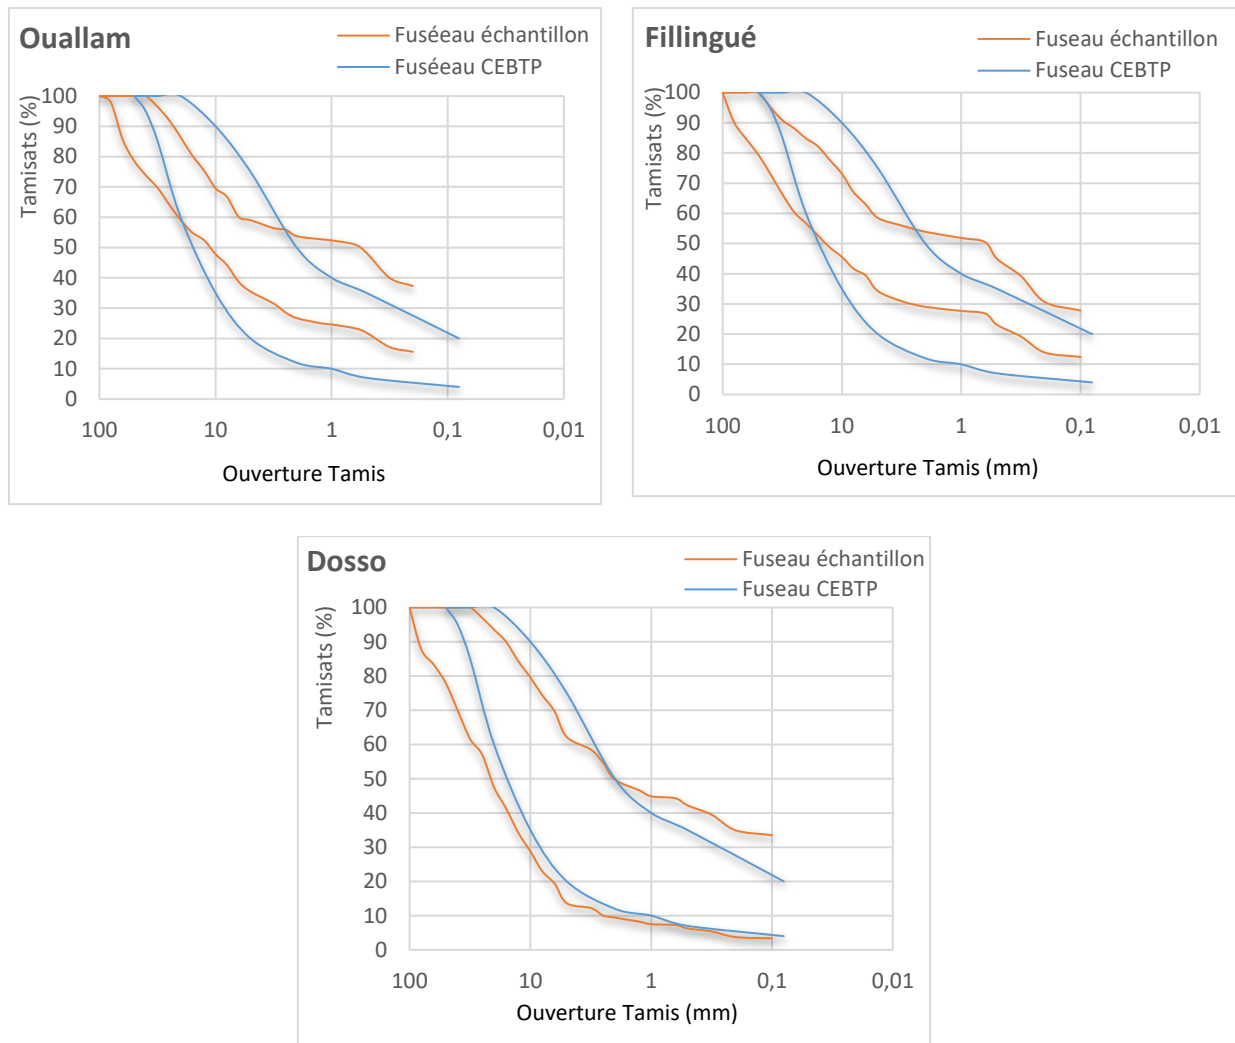 Ouallam
Fuséeau échantillon
Fuséeau CEBTP
Tamisats (%)
100
90
80
70
60
50
40
30
20
10
0
100 10 1 0,1 0,01
Ouverture Tamis
Fillingué
Fuseau échantillon
Fuseau CEBTP
Tamisats (%)
100
90
80
70
60
50
40
30
20
10
0
100 10 1 0,1 0,01
Ouverture Tamis (mm)
Dosso
Fuseau échantillon
Fuseau CEBTP
Tamisats (%)
100
90
80
70
60
50
40
30
20
10
0
100 10 1 0,1 0,01
Ouverture Tamis (mm)